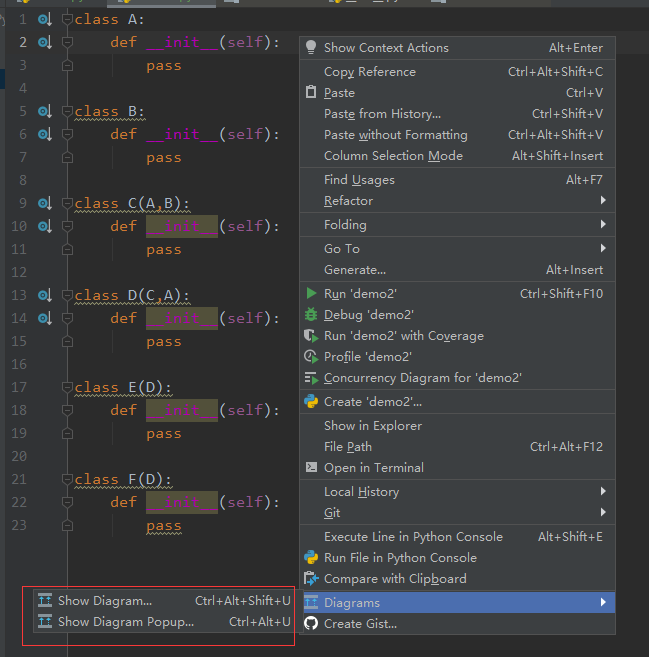 1 class A:
2 def __init__(self):
3 pass
4
5 class B:
6 def __init__(self):
7 pass
8
9 class C(A,B):
10 def __init__(self):
11 pass
12
13 class D(C,A):
14 def __init__(self):
15 pass
16
17 class E(D):
18 def __init__(self):
19 pass
20
21 class F(D):
22 def __init__(self):
23 pass
Show Context Actions Alt+Enter
Copy Reference Ctrl+Alt+Shift+C
Paste Ctrl+V
Paste from History... Ctrl+Shift+V
Paste without Formatting Ctrl+Alt+Shift+V
Column Selection Mode Alt+Shift+Insert
Find Usages Alt+F7
Refactor
Folding
Go To
Generate... Alt+Insert
Run 'demo2' Ctrl+Shift+F10
Debug 'demo2'
Run 'demo2' with Coverage
Profile 'demo2'
Concurrency Diagram for 'demo2'
Create 'demo2'...
Show in Explorer
File Path Ctrl+Alt+F12
Open in Terminal
Local History
Git
Execute Line in Python Console Alt+Shift+E
Run File in Python Console
Compare with Clipboard
Diagrams
Create Gist...
Show Diagram... Ctrl+Alt+Shift+U
Show Diagram Popup... Ctrl+Alt+U